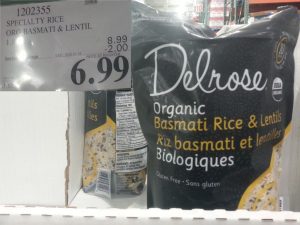 1202355
SPECIALTY RICE
ORG BASMATI & LENTIL
8.99
-2.00
6.99
Delrose
Organic
Basmati Rice & Lentils
Riz basmati et lentilles
Biologiques
Gluten Free • Sans gluten